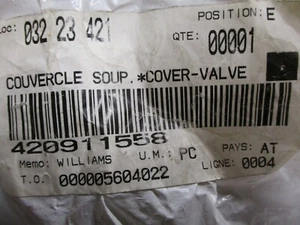 LOC: 032 23 421 POSITION: E
QTE: 00001
COUVERCLE SOUP.*COVER-VALVE
420911558
Memo: WILLIAMS U.M.: PC PAYS: AT
T.O. 000005604022 LIGNE: 0004